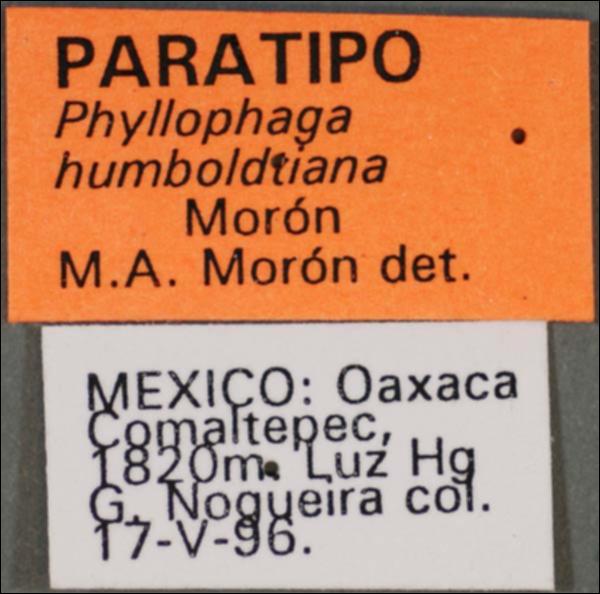 PARATIPO
Phyllophaga
humboldtiana
Morón
M.A. Morón det.
MEXICO: Oaxaca
Comaltepec,
1820m. Luz Hg
G. Nogueira col.
17-V-96.